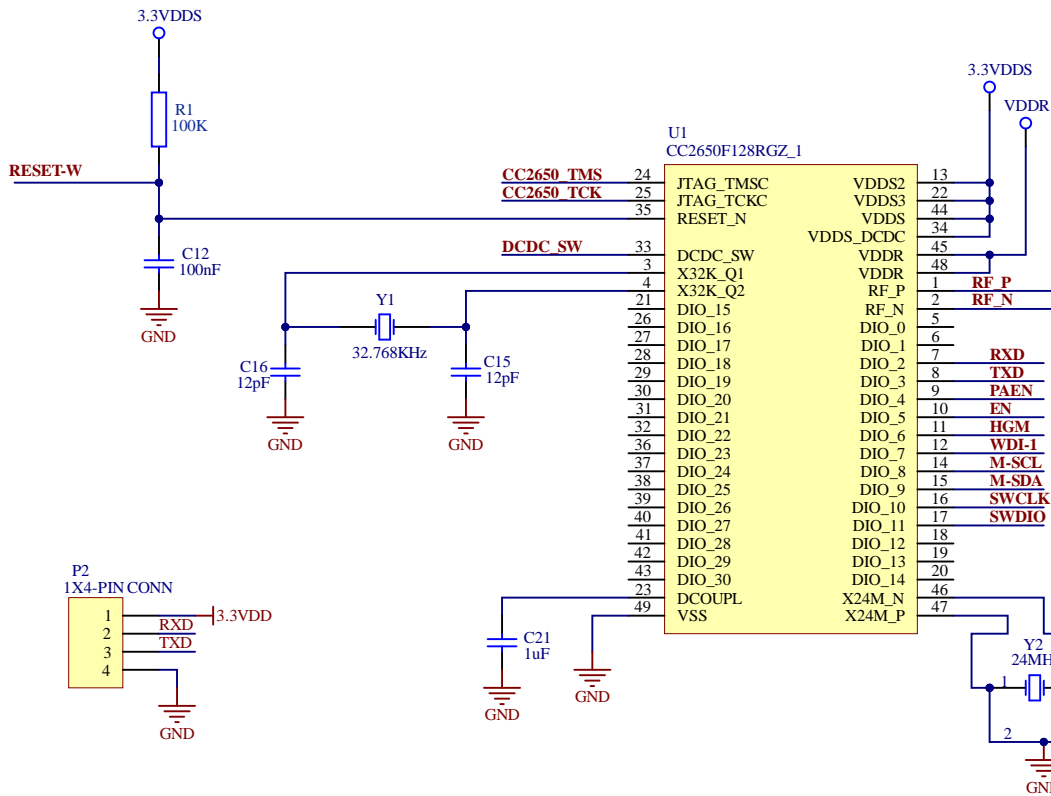 3.3VDDS
R1
100K
RESET-W
C12
100nF
GND
3.3VDDS
VDDR
U1
CC2650F128RGZ_1
CC2650_TMS 24 JTAG_TMSC
CC2650_TCK 25 JTAG_TCKC
35 RESET_N
DCDC_SW 33 DCDC_SW
3 X32K_Q1
4 X32K_Q2
21 DIO_15
26 DIO_16
27 DIO_17
28 DIO_18
29 DIO_19
30 DIO_20
31 DIO_21
32 DIO_22
36 DIO_23
37 DIO_24
38 DIO_25
39 DIO_26
40 DIO_27
41 DIO_28
42 DIO_29
43 DIO_30
23 DCOUPL
49 VSS
VDDS2 13
VDDS3 22
VDDS 44
VDDS_DCDC 34
VDDR 45
VDDR 48
RF_P 1 RF_P
RF_N 2 RF_N
DIO_0 5
DIO_1 6
DIO_2 7 RXD
DIO_3 8 TXD
DIO_4 9 PAEN
DIO_5 10 EN
DIO_6 11 HGM
DIO_7 12 WDI-1
DIO_8 14 M-SCL
DIO_9 15 M-SDA
DIO_10 16 SWCLK
DIO_11 17 SWDIO
DIO_12 18
DIO_13 19
DIO_14 20
X24M_N 46
X24M_P 47
Y1
32.768KHz
C16
12pF
GND
C15
12pF
GND
P2
1X4-PIN CONN
1 3.3VDD
2 RXD
3 TXD
4
GND
C21
1uF
GND
GND
Y2
24MH
1
2
GND